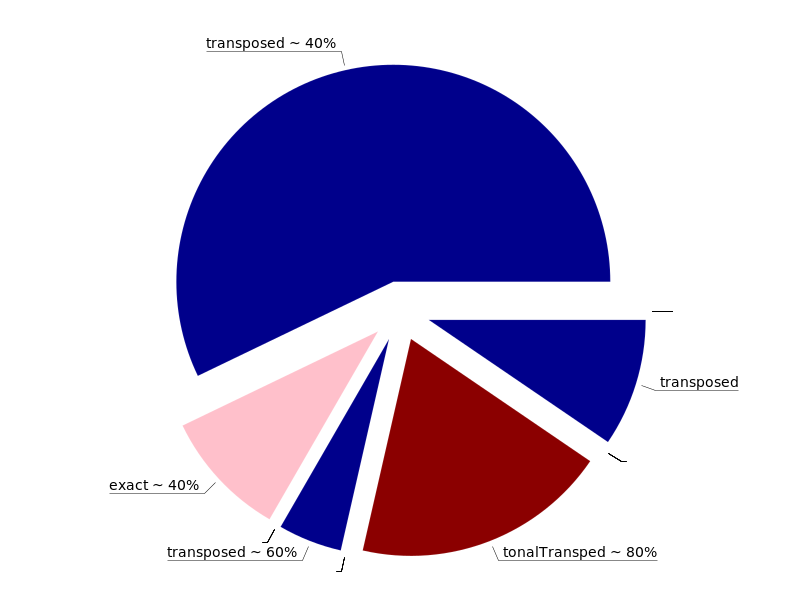 transposed ~ 40%
transposed
exact ~ 40%
transposed ~ 60%
tonalTransped ~ 80%